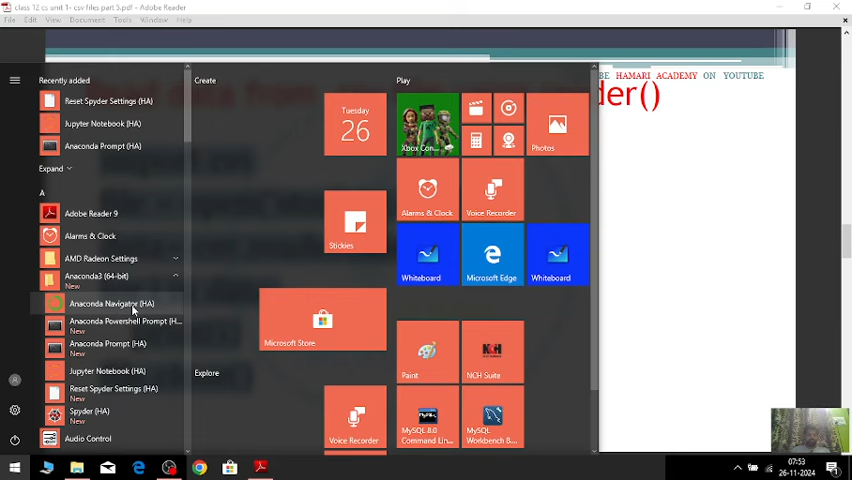 class 12 cs unit 1- csv files part 5.pdf - Adobe Reader
File Edit View Document Tools Window Help
BE HAMARI ACADEMY ON YOUTUBE
der()
Recently added
Reset Spyder Settings (HA)
Jupyter Notebook (HA)
Anaconda Prompt (HA)
Expand
A
Adobe Reader 9
Alarms & Clock
AMD Radeon Settings
Anaconda3 (64-bit)
New
Anaconda Navigator (HA)
Anaconda Powershell Prompt (H...
New
Anaconda Prompt (HA)
New
Jupyter Notebook (HA)
Reset Spyder Settings (HA)
New
Spyder (HA)
New
Audio Control
Create
Tuesday
26
Stickies
Microsoft Store
Explore
Voice Recorder
Play
Xbox Con...
Photos
Alarms & Clock
Voice Recorder
Whiteboard
Microsoft Edge
Whiteboard
Paint
NCH
NCH Suite
MySQL 8.0
Command Lin...
MySQL
Workbench 8....
07:53
26-11-2024